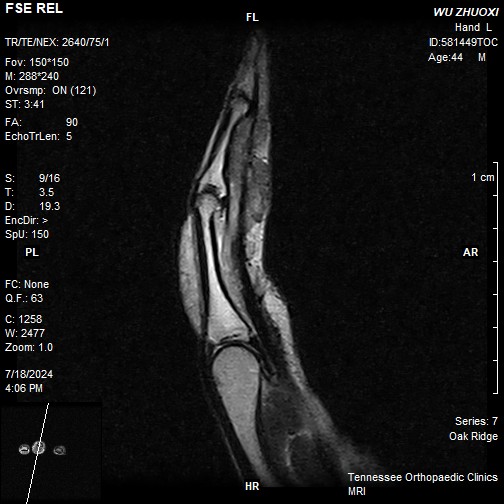 FSE REL
FL
WU ZHUOXI
Hand L
TR/TE/NEX: 2640/75/1
ID:581449TOC
Age:44 M
Fov: 150*150
M: 288*240
Ovrsmp: ON (121)
ST: 3:41
FA: 90
EchoTrLen: 5
S: 9/16
T: 3.5
D: 19.3
EncDir: >
SpU: 150
1 cm
PL
AR
FC: None
Q.F.: 63
C: 1258
W: 2477
Zoom: 1.0
7/18/2024
4:06 PM
Series: 7
Oak Ridge
HR
Tennessee Orthopaedic Clinics
MRI